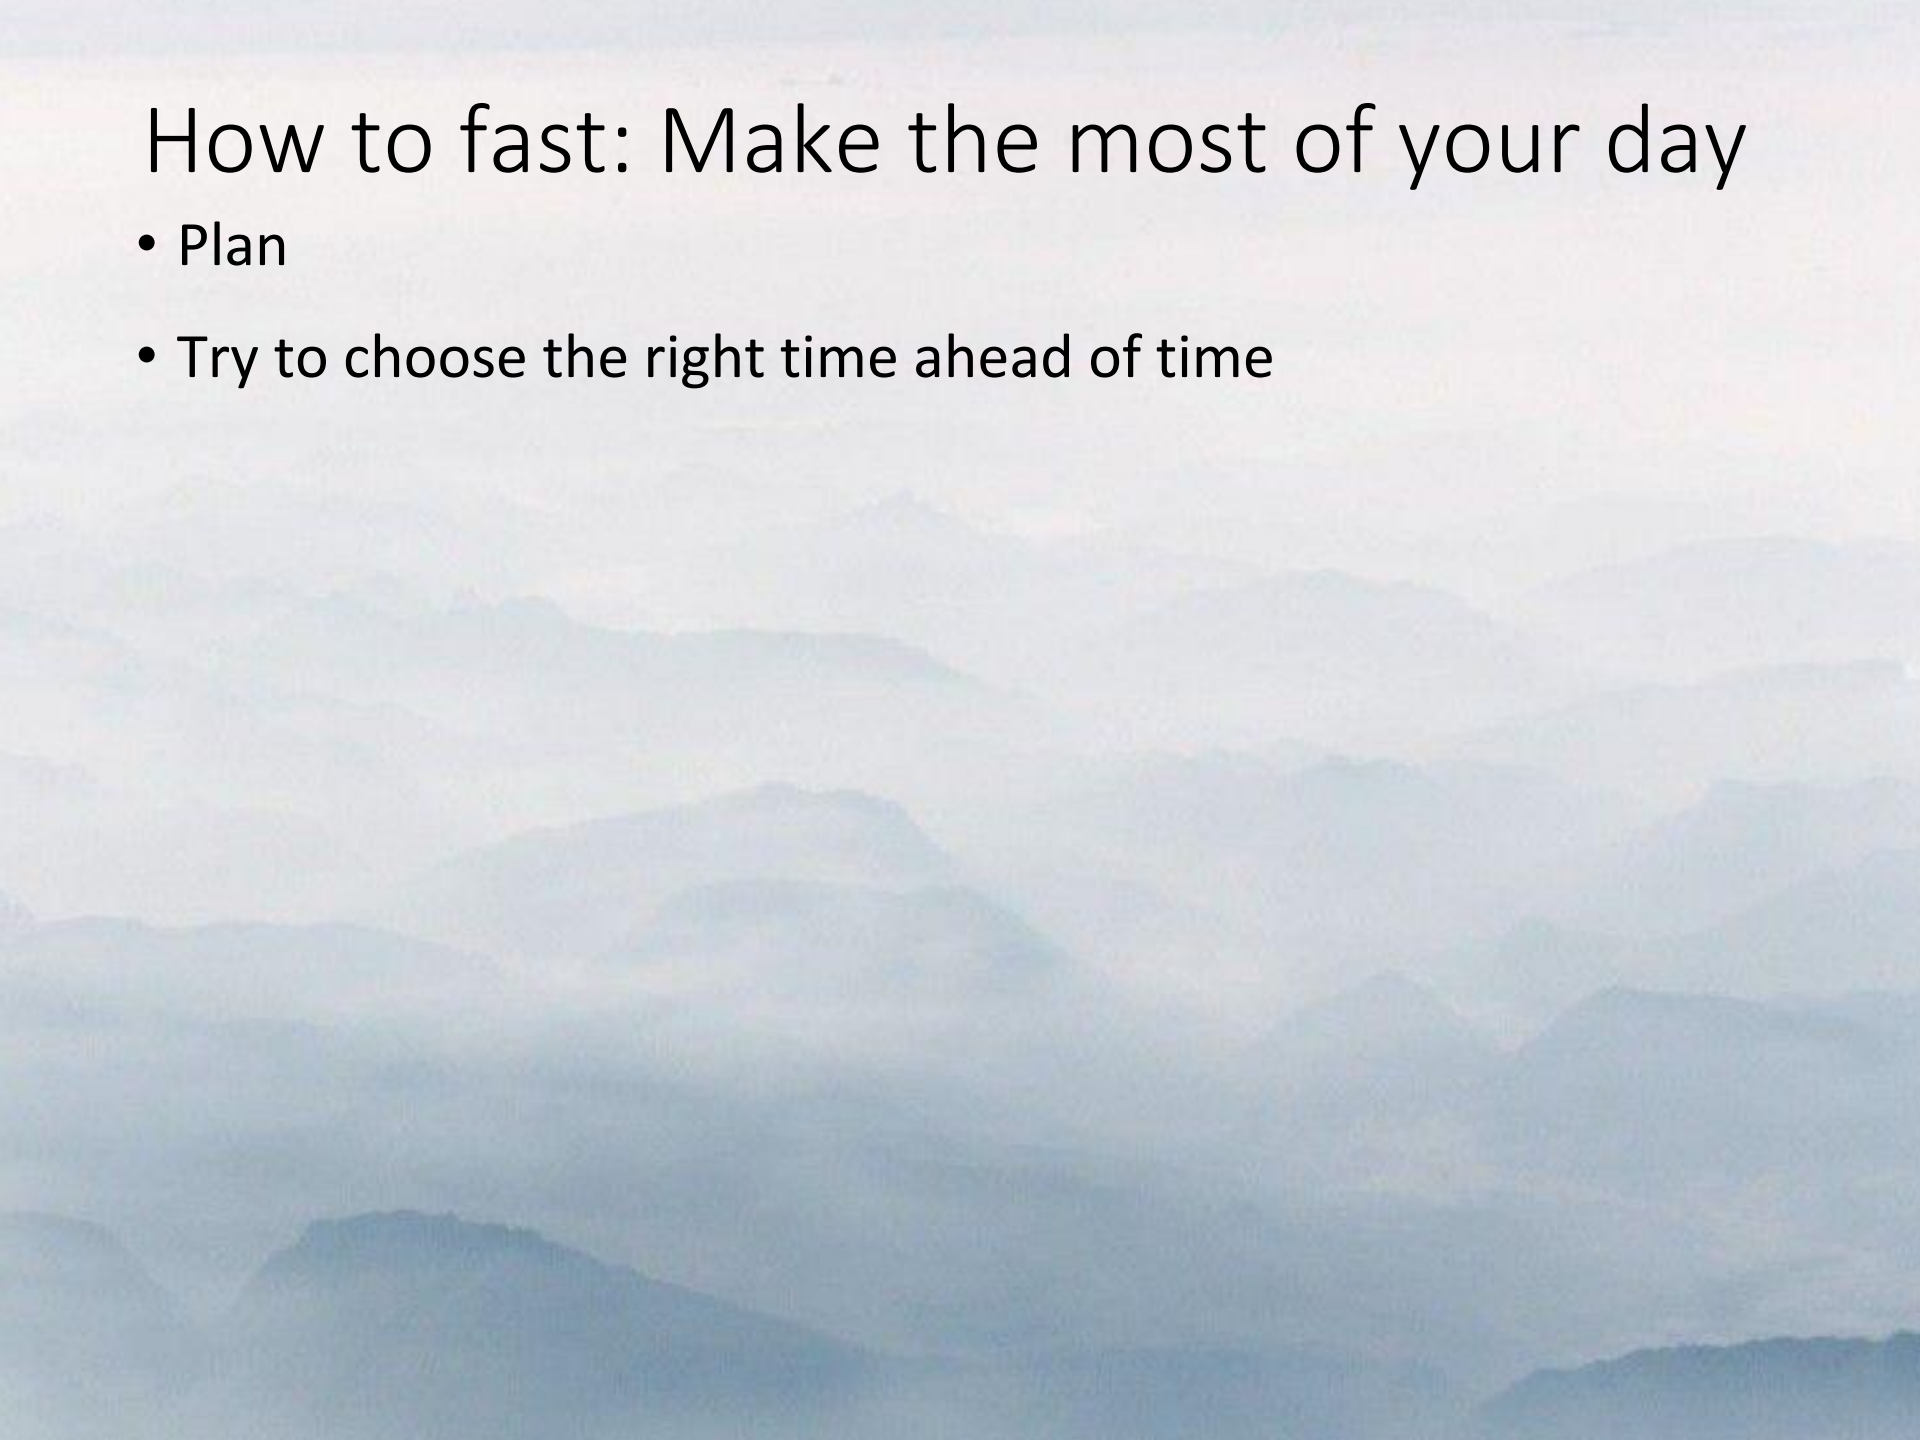 How to fast: Make the most of your day
• Plan
• Try to choose the right time ahead of time